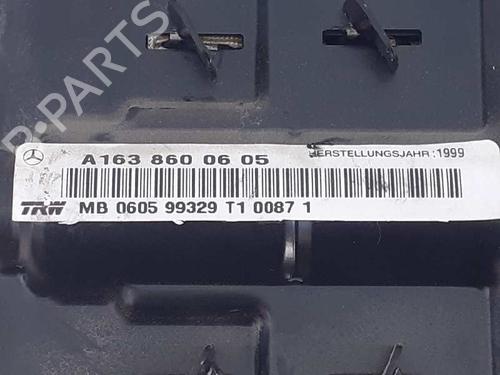 R-PARTS
A163 860 06 05 HERSTELLUNGSJAHR:1999
TRW MB 0605 99329 T1 0087 1